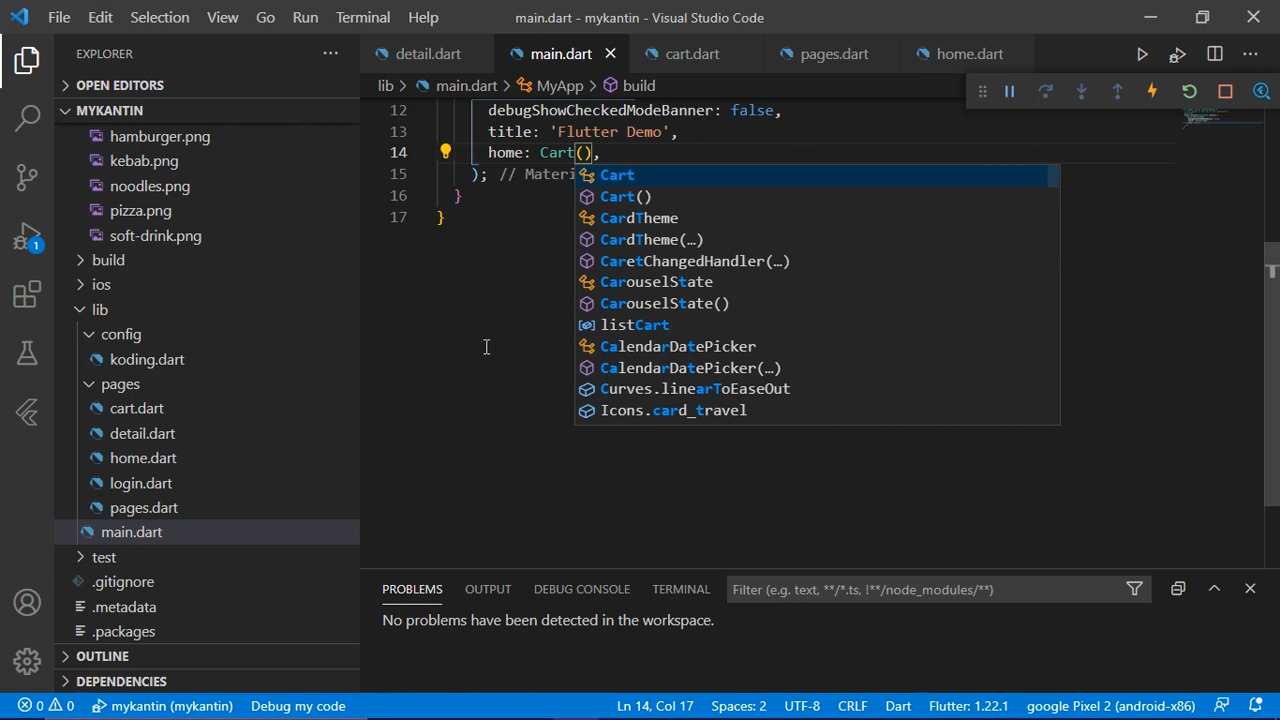 File Edit Selection View Go Run Terminal Help
main.dart - mykantin - Visual Studio Code
EXPLORER
OPEN EDITORS
MYKANTIN
hamburger.png
kebab.png
noodles.png
pizza.png
soft-drink.png
build
ios
lib
config
koding.dart
pages
cart.dart
detail.dart
home.dart
login.dart
pages.dart
main.dart
test
.gitignore
.metadata
.packages
OUTLINE
DEPENDENCIES
1
detail.dart main.dart cart.dart pages.dart home.dart
lib main.dart MyApp build
12 debugShowCheckedModeBanner: false,
13 title: 'Flutter Demo',
14 home: Cart(),
15 ); // Materi
16 }
17 }
Cart
Cart()
CardTheme
CardTheme(…)
CaretChangedHandler(…)
CarouselState
CarouselState()
listCart
CalendarDatePicker
CalendarDatePicker(…)
Curves.linearToEaseOut
Icons.card_travel
PROBLEMS OUTPUT DEBUG CONSOLE TERMINAL Filter (e.g. text, **/*.ts, !**/node_modules/**)
No problems have been detected in the workspace.
0 0 mykantin (mykantin) Debug my code Ln 14, Col 17 Spaces: 2 UTF-8 CRLF Dart Flutter: 1.22.1 google Pixel 2 (android-x86)